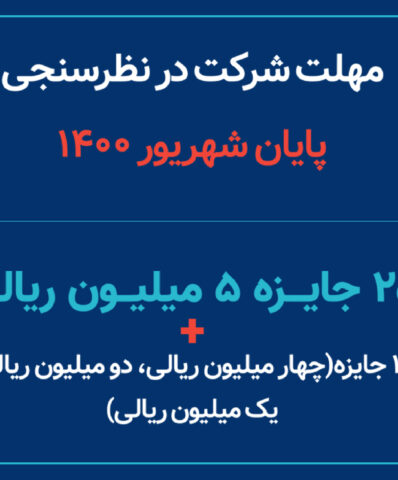 مهلت شرکت در نظرسنجی
پایان شهریور ۱۴۰۰
جایزه ۵ میلیون ریال
+
جایزه(چهار میلیون ریالی، دو میلیون
یک میلیون ریالی)